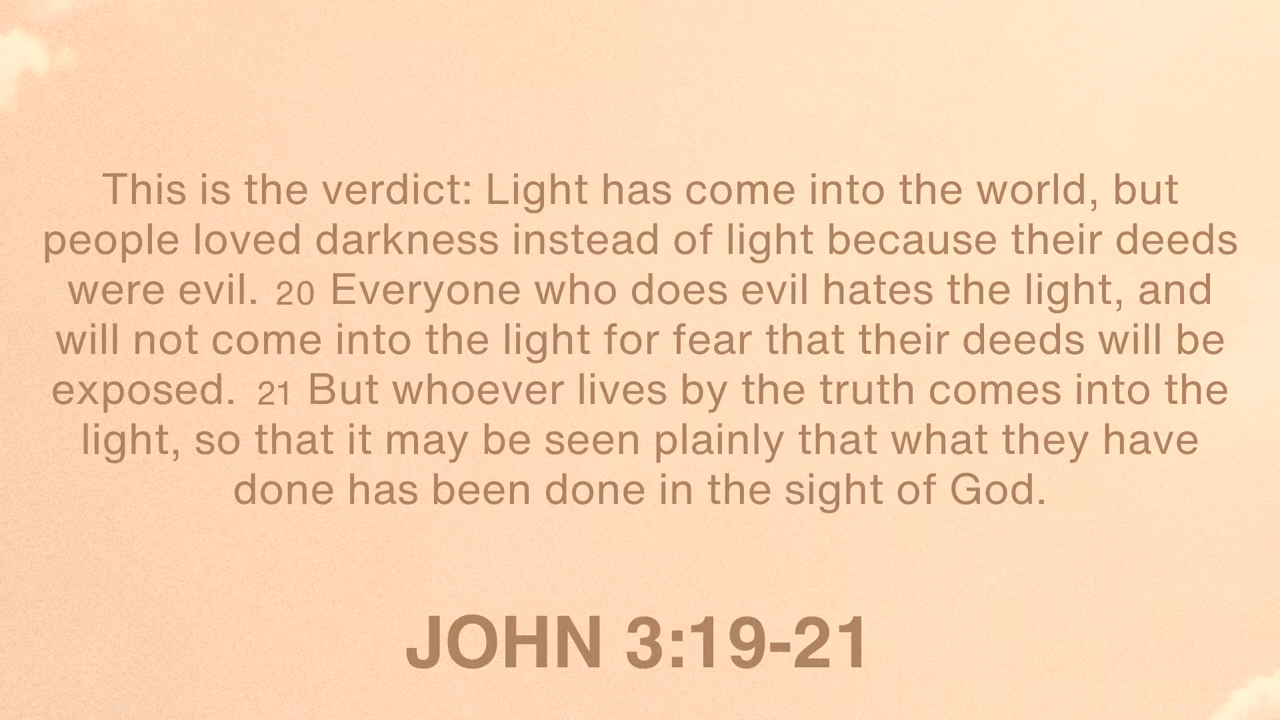 This is the verdict: Light has come into the world, but
people loved darkness instead of light because their deeds
were evil. 20 Everyone who does evil hates the light, and
will not come into the light for fear that their deeds will be
exposed. 21 But whoever lives by the truth comes into the
light, so that it may be seen plainly that what they have
done has been done in the sight of God.
JOHN 3:19-21